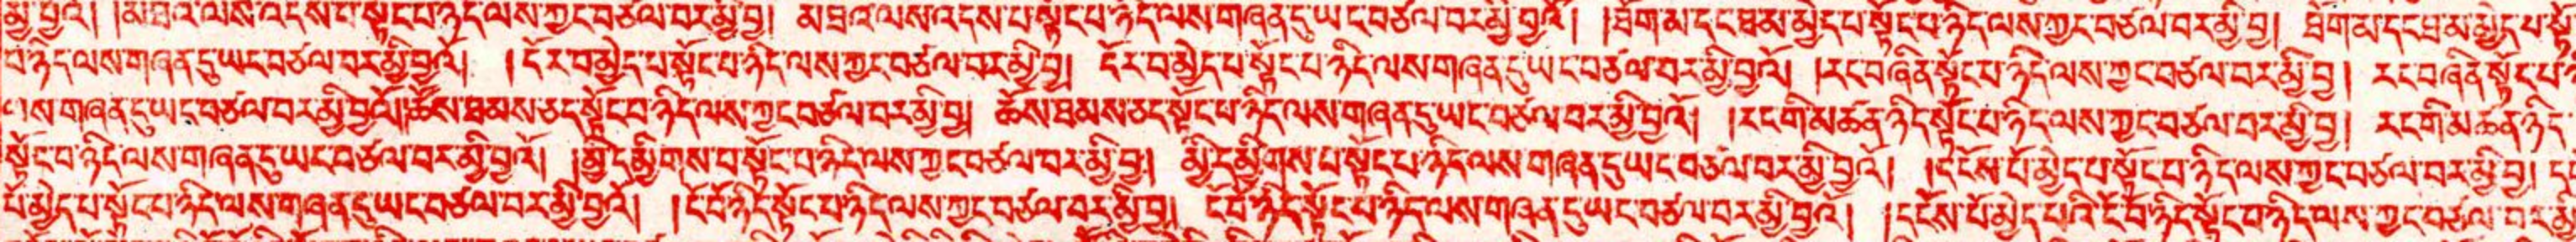 མྱི་བྱའོ། །མཐའ་ལས་འདས་པ་སྟོང་པ་ཉིད་ལས་ཀྱང་བཙལ་བར་མྱི་བྱ། མཐའ་ལས་འདས་པ་སྟོང་པ་ཉིད་ལས་གཞན་དུ་ཡང་བཙལ་བར་མྱི་བྱའོ། །ཐོག་མ་དང་ཐ་མ་མྱེད་པ་སྟོང་པ་ཉིད་ལས་ཀྱང་བཙལ་བར་མྱི་བྱ། ཐོག་མ་དང་ཐ་མ་མྱེད་པ་སྟོང་
པ་ཉིད་ལས་གཞན་དུ་ཡང་བཙལ་བར་མྱི་བྱའོ། །དོར་བ་མྱེད་པ་སྟོང་པ་ཉིད་ལས་ཀྱང་བཙལ་བར་མྱི་བྱ། དོར་བ་མྱེད་པ་སྟོང་པ་ཉིད་ལས་གཞན་དུ་ཡང་བཙལ་བར་མྱི་བྱའོ། །རང་བཞིན་སྟོང་པ་ཉིད་ལས་ཀྱང་བཙལ་བར་མྱི་བྱ། རང་བཞིན་སྟོང་པ་ཉིད་
ལས་གཞན་དུ་ཡང་བཙལ་བར་མྱི་བྱའོ། །ཆོས་ཐམས་ཅད་སྟོང་པ་ཉིད་ལས་ཀྱང་བཙལ་བར་མྱི་བྱ། ཆོས་ཐམས་ཅད་སྟོང་པ་ཉིད་ལས་གཞན་དུ་ཡང་བཙལ་བར་མྱི་བྱའོ། །རང་གི་མཚན་ཉིད་སྟོང་པ་ཉིད་ལས་ཀྱང་བཙལ་བར་མྱི་བྱ། རང་གི་མཚན་ཉིད་
སྟོང་པ་ཉིད་ལས་གཞན་དུ་ཡང་བཙལ་བར་མྱི་བྱའོ། །མྱི་དམྱིགས་པ་སྟོང་པ་ཉིད་ལས་ཀྱང་བཙལ་བར་མྱི་བྱ། མྱི་དམྱིགས་པ་སྟོང་པ་ཉིད་ལས་གཞན་དུ་ཡང་བཙལ་བར་མྱི་བྱའོ། །དངོས་པོ་མྱེད་པ་སྟོང་པ་ཉིད་ལས་ཀྱང་བཙལ་བར་མྱི་བྱ།
པོ་མྱེད་པ་སྟོང་པ་ཉིད་ལས་གཞན་དུ་ཡང་བཙལ་བར་མྱི་བྱའོ། །ངོ་བོ་ཉིད་སྟོང་པ་ཉིད་ལས་ཀྱང་བཙལ་བར་མྱི་བྱ། ངོ་བོ་ཉིད་སྟོང་པ་ཉིད་ལས་གཞན་དུ་ཡང་བཙལ་བར་མྱི་བྱའོ། །དངོས་པོ་མྱེད་པའི་ངོ་བོ་ཉིད་སྟོང་པ་ཉིད་ལས་ཀྱང་བཙལ་བར་མྱི་